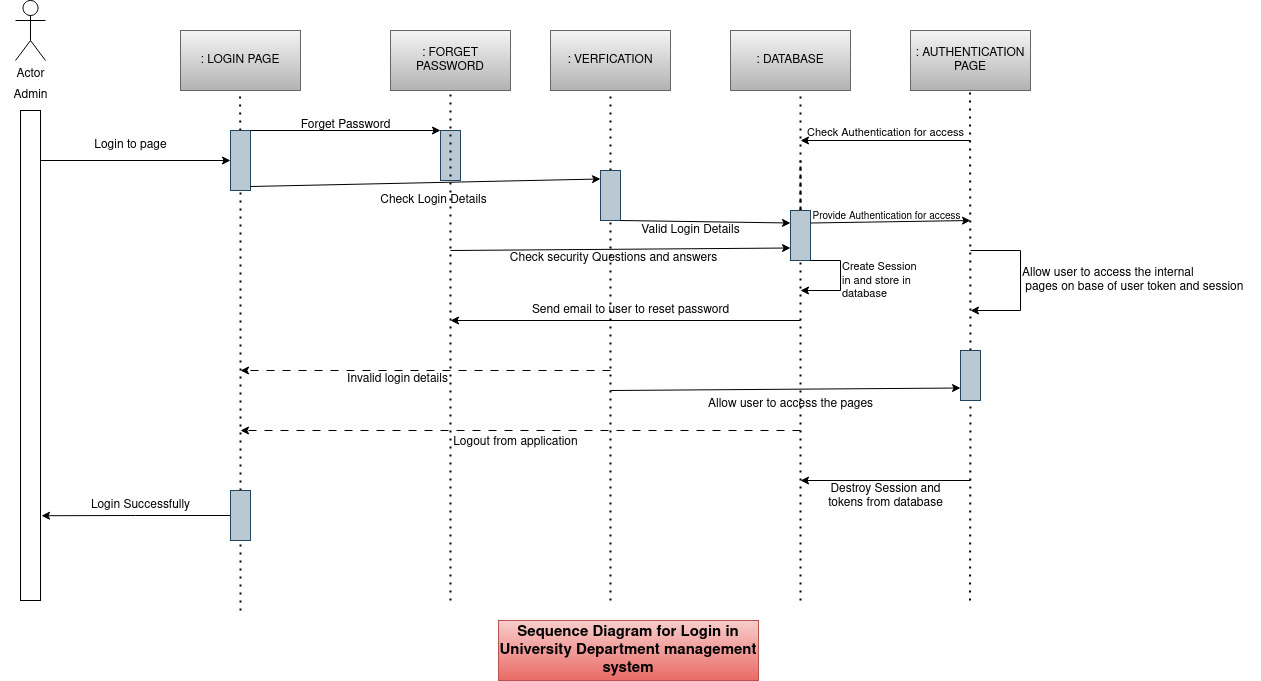 Actor
Admin
: LOGIN PAGE
: FORGET
PASSWORD
: VERFICATION
: DATABASE
: AUTHENTICATION
PAGE
Forget Password
Check Authentication for access
Login to page
Check Login Details
Provide Authentication for access
Valid Login Details
Check security Questions and answers
Create Session
in and store in
database
Allow user to access the internal
pages on base of user token and session
Send email to user to reset password
Invalid login details
Allow user to access the pages
Logout from application
Destroy Session and
tokens from database
Login Successfully
Sequence Diagram for Login in
University Department management
system